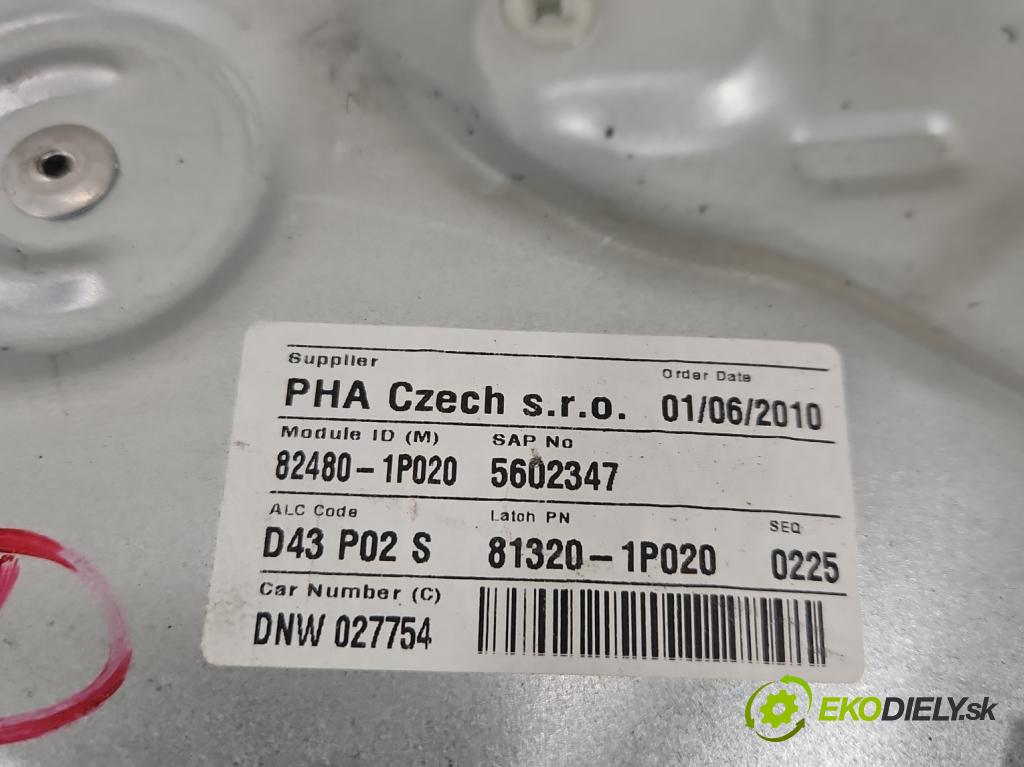 Supplier Order Date
PHA Czech s.r.o. 01/06/2010
Module ID (M) SAP No
82480-1P020 5602347
ALC Code Latch PN SEQ
D43 P02 S 81320-1P020 0225
Car Number (C)
DNW 027754
EKODIELY.sk